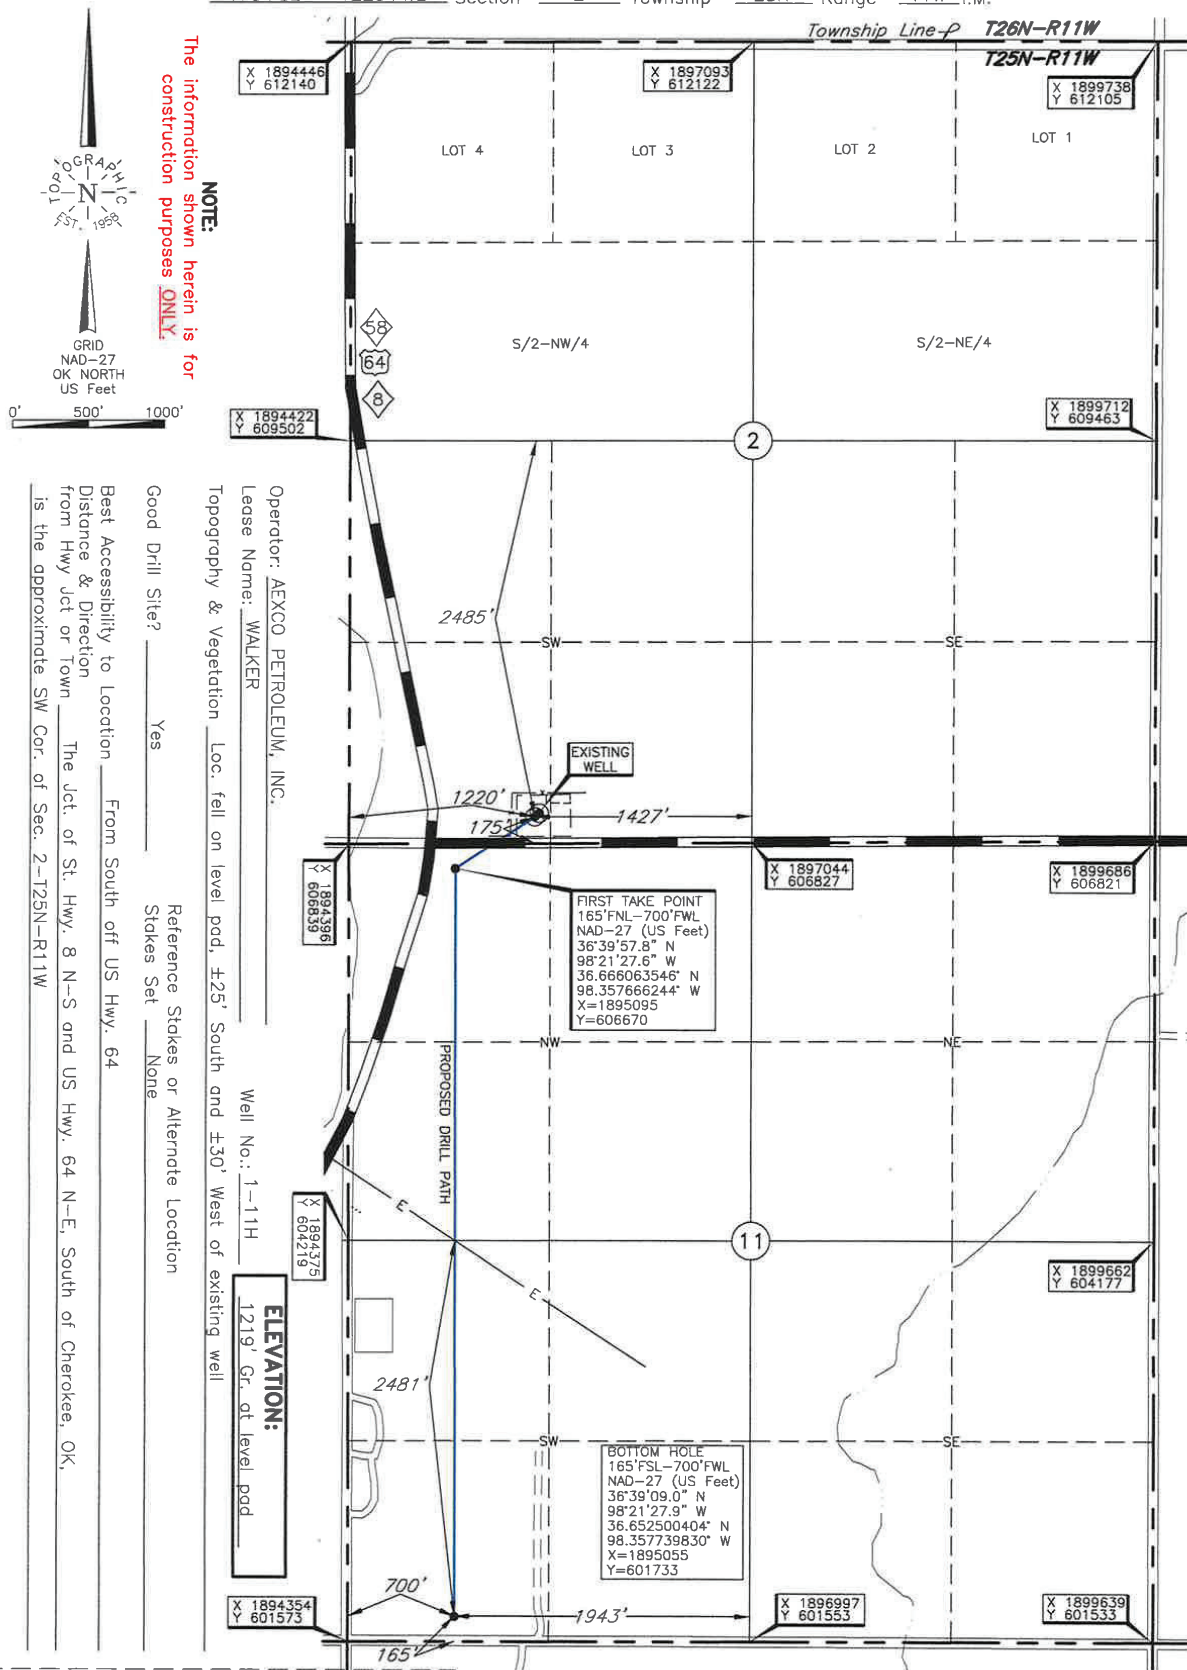 Section
Township
Range
I.M.
Township Line
T26N-R11W
T25N-R11W
X 1894446
Y 612140
X 1897093
Y 612122
X 1899738
Y 612105
LOT 4
LOT 3
LOT 2
LOT 1
TOPOGRAPHIC
N
EST. 1958
GRID
NAD-27
OK NORTH
US Feet
0' 500' 1000'
NOTE:
The information shown herein is for
construction purposes ONLY.
58
64
8
S/2-NW/4
S/2-NE/4
X 1894422
Y 609502
X 1899712
Y 609463
2
2485'
SW
SE
EXISTING
WELL
1220'
175'
1427'
X 1894396
Y 606839
X 1897044
Y 606827
X 1899686
Y 606821
FIRST TAKE POINT
165'FNL-700'FWL
NAD-27 (US Feet)
36°39'57.8" N
98°21'27.6" W
36.666063546° N
98.357666244° W
X=1895095
Y=606670
NW
NE
PROPOSED DRILL PATH
X 1894375
Y 604219
E
E
11
X 1899662
Y 604177
2481'
SW
SE
BOTTOM HOLE
165'FSL-700'FWL
NAD-27 (US Feet)
36°39'09.0" N
98°21'27.9" W
36.652500404° N
98.357739830° W
X=1895055
Y=601733
700'
1943'
165'
X 1894354
Y 601573
X 1896997
Y 601553
X 1899639
Y 601533
Operator: AEXCO PETROLEUM, INC.
Lease Name: WALKER Well No.: 1-11H
ELEVATION:
1219' Gr. at level pad
Topography & Vegetation Loc. fell on level pad, ±25' South and ±30' West of existing well
Good Drill Site? Yes
Reference Stakes or Alternate Location
Stakes Set None
Best Accessibility to Location From South off US Hwy. 64
Distance & Direction
from Hwy Jct or Town The Jct. of St. Hwy. 8 N-S and US Hwy. 64 N-E, South of Cherokee, OK,
is the approximate SW Cor. of Sec. 2-T25N-R11W